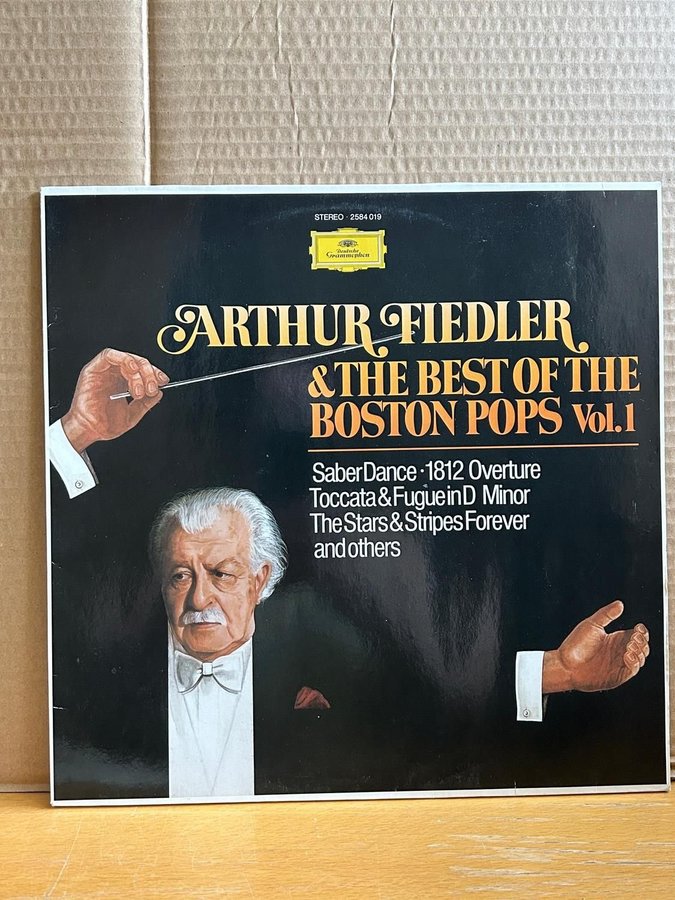 STEREO · 2584 019
Deutsche
Grammophon
ARTHUR FIEDLER
& THE BEST OF THE
BOSTON POPS Vol. 1
Saber Dance · 1812 Overture
Toccata & Fugue in D Minor
The Stars & Stripes Forever
and others